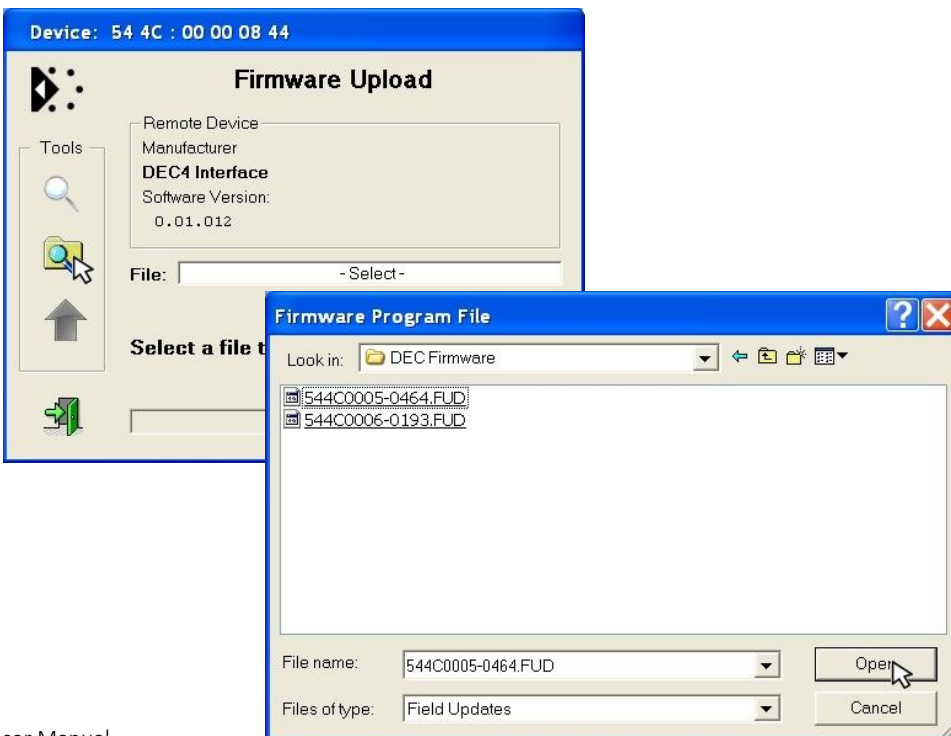 Device: 54 4C : 00 00 08 44
Firmware Upload
Tools
Remote Device
Manufacturer
DEC4 Interface
Software Version:
0.01.012
File: - Select -
Select a file t
Firmware Program File
Look in: DEC Firmware
544C0005-0464.FUD
544C0006-0193.FUD
File name: 544C0005-0464.FUD
Open
Files of type: Field Updates
Cancel
Manual